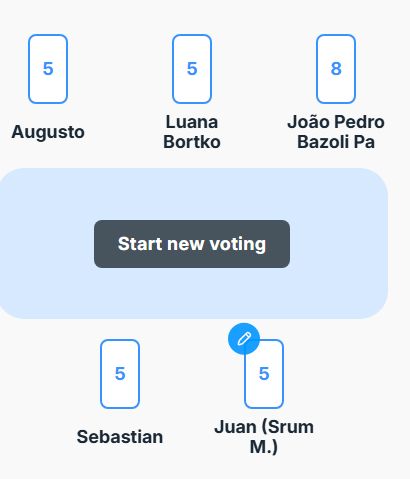 5
5
8
Augusto
Luana
Bortko
João Pedro
Bazoli Pa
Start new voting
5
5
Sebastian
Juan (Srum
M.)